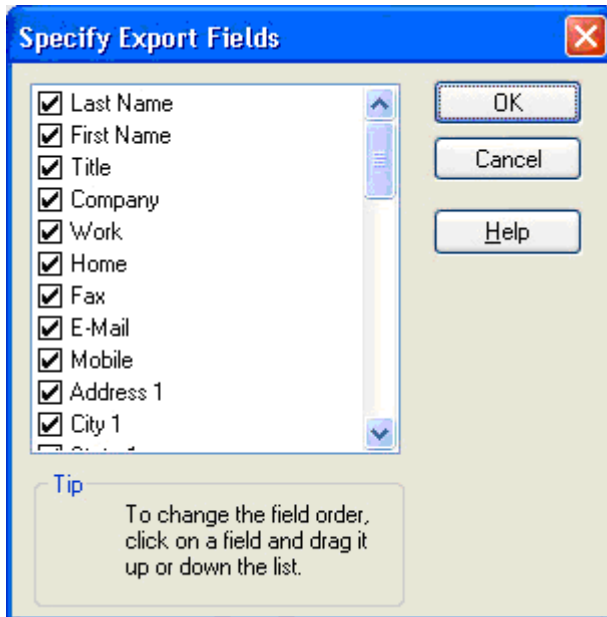 Specify Export Fields
Last Name
First Name
Title
Company
Work
Home
Fax
E-Mail
Mobile
Address 1
City 1
OK
Cancel
Help
Tip
To change the field order,
click on a field and drag it
up or down the list.